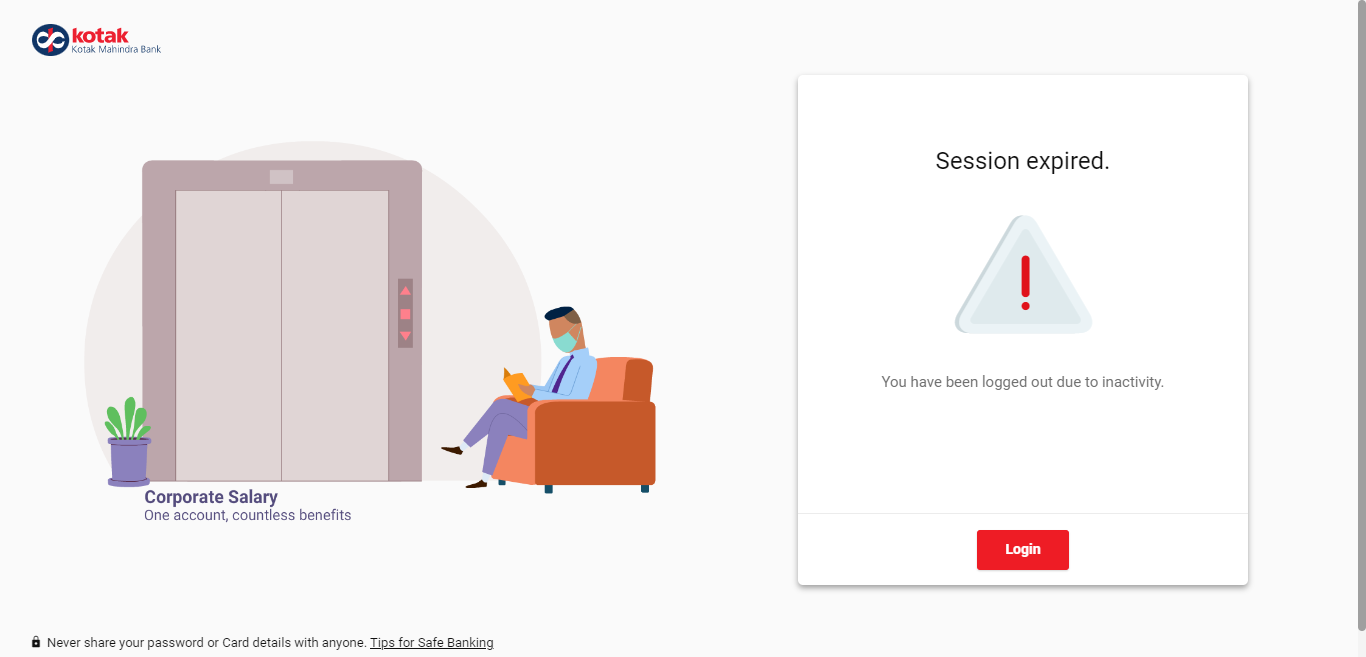 kotak
Kotak Mahindra Bank
Session expired.
You have been logged out due to inactivity.
Corporate Salary
One account, countless benefits
Login
Never share your password or Card details with anyone. Tips for Safe Banking